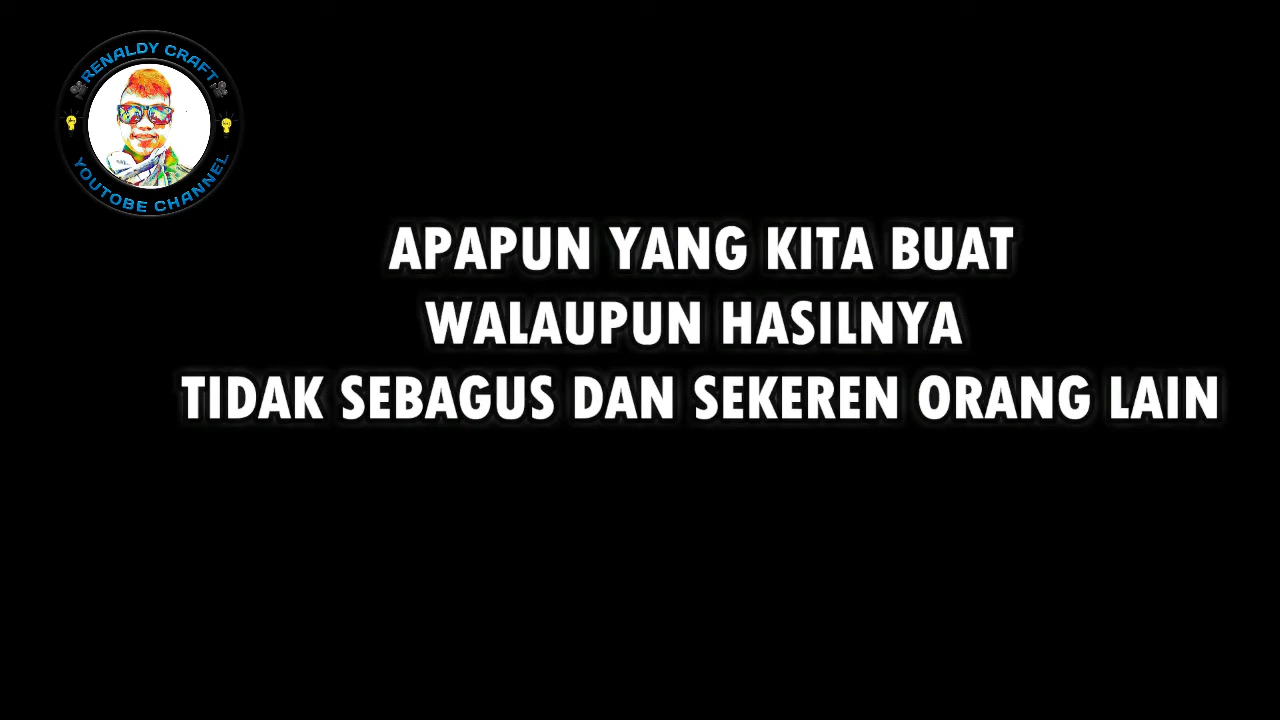 RENALDY CRAFT
YOUTOBE CHANNEL
APAPUN YANG KITA BUAT
WALAUPUN HASILNYA
TIDAK SEBAGUS DAN SEKEREN ORANG LAIN